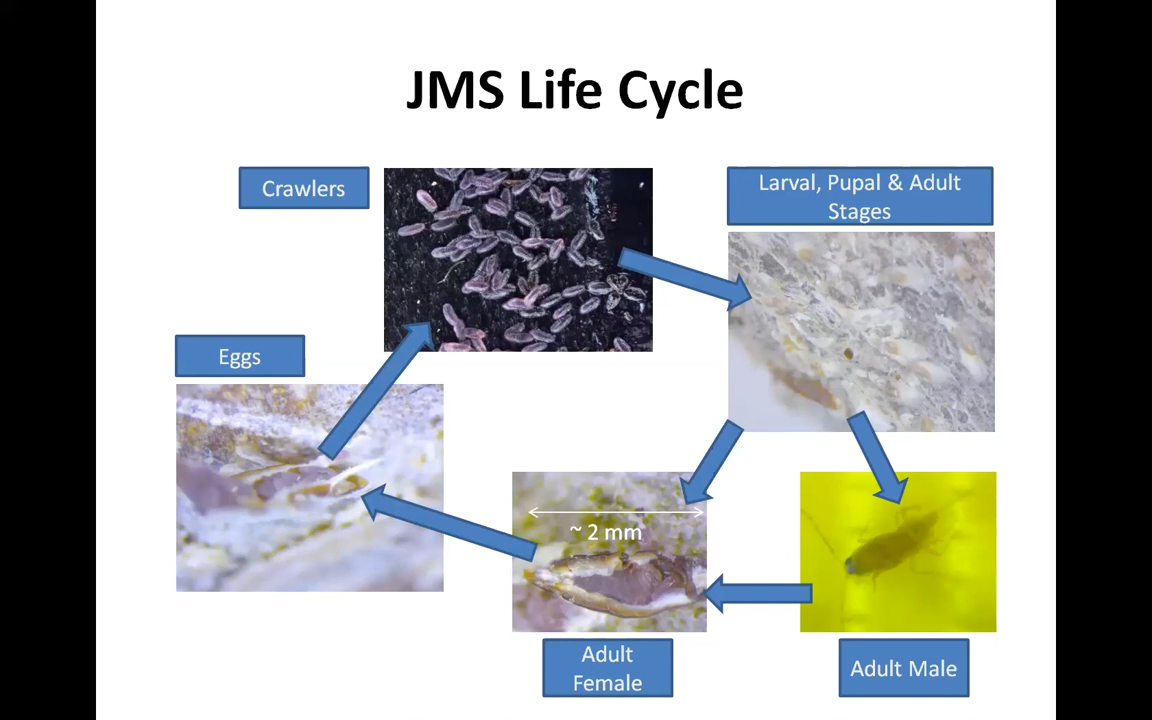 JMS Life Cycle
Crawlers
Larval, Pupal & Adult
Stages
Eggs
~ 2 mm
Adult
Female
Adult Male